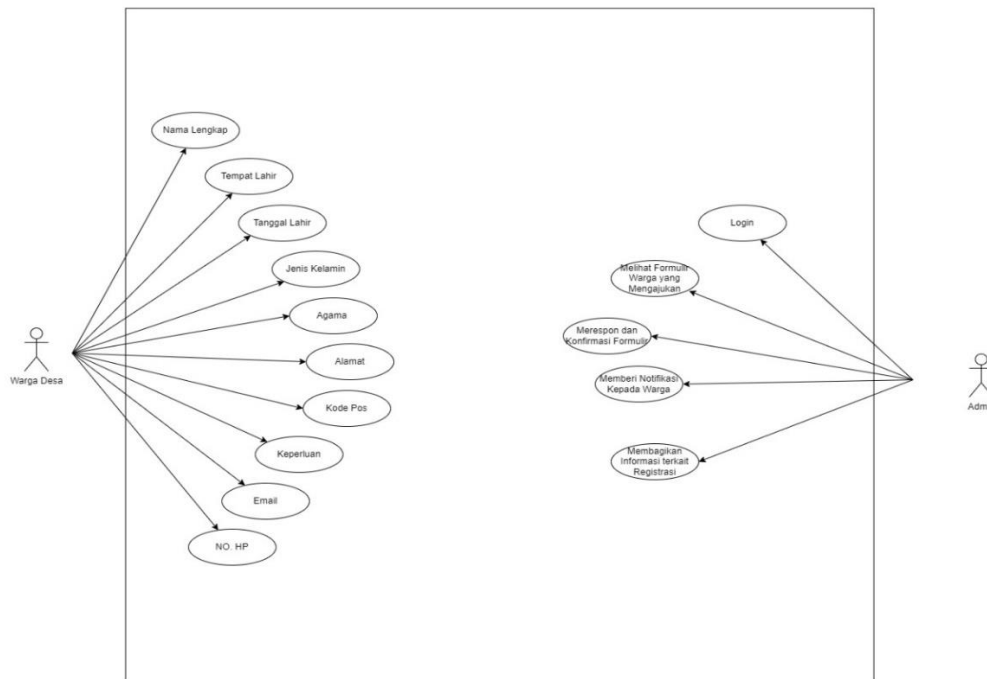 Nama Lengkap
Tempat Lahir
Tanggal Lahir
Jenis Kelamin
Agama
Alamat
Kode Pos
Keperluan
Email
NO. HP
Warga Desa
Login
Melihat Formulir
Warga yang
Mengajukan
Merespon dan
Konfirmasi Formulir
Memberi Notifikasi
Kepada Warga
Membagikan
Informasi terkait
Registrasi